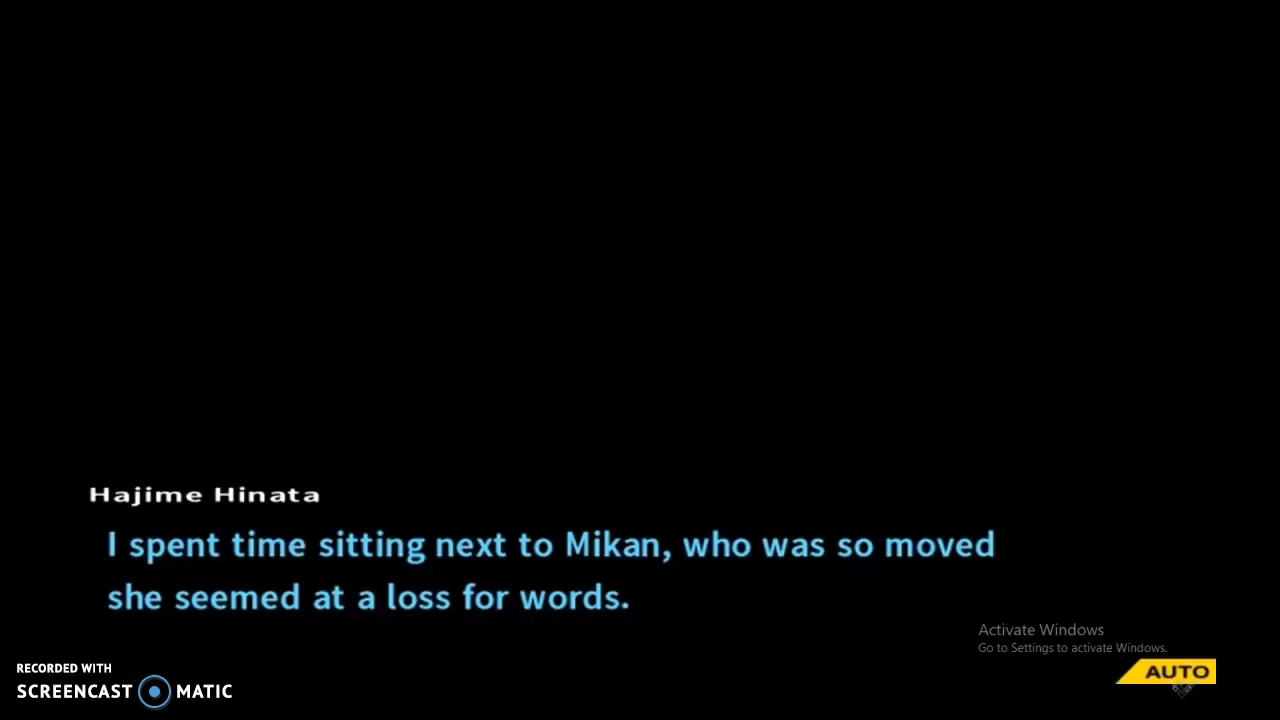 Hajime Hinata
I spent time sitting next to Mikan, who was so moved
she seemed at a loss for words.
Activate Windows
Go to Settings to activate Windows.
AUTO
RECORDED WITH
SCREENCAST MATIC